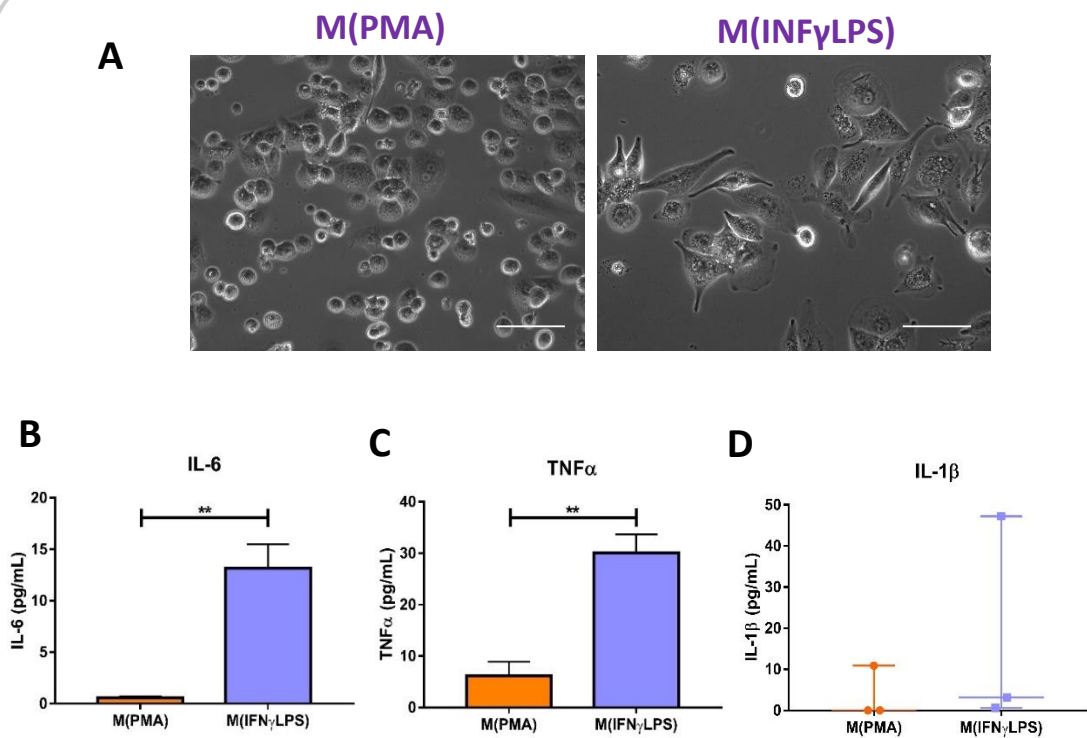 M(PMA)
M(INFγLPS)
A
B
IL-6
20
15
10
5
0
IL-6 (pg/mL)
**
M(PMA)
M(IFNγLPS)
C
TNFα
40
30
20
10
0
TNFα (pg/mL)
**
M(PMA)
M(IFNγLPS)
D
IL-1β
50
40
30
20
10
0
IL-1β (pg/mL)
M(PMA)
M(IFNγLPS)